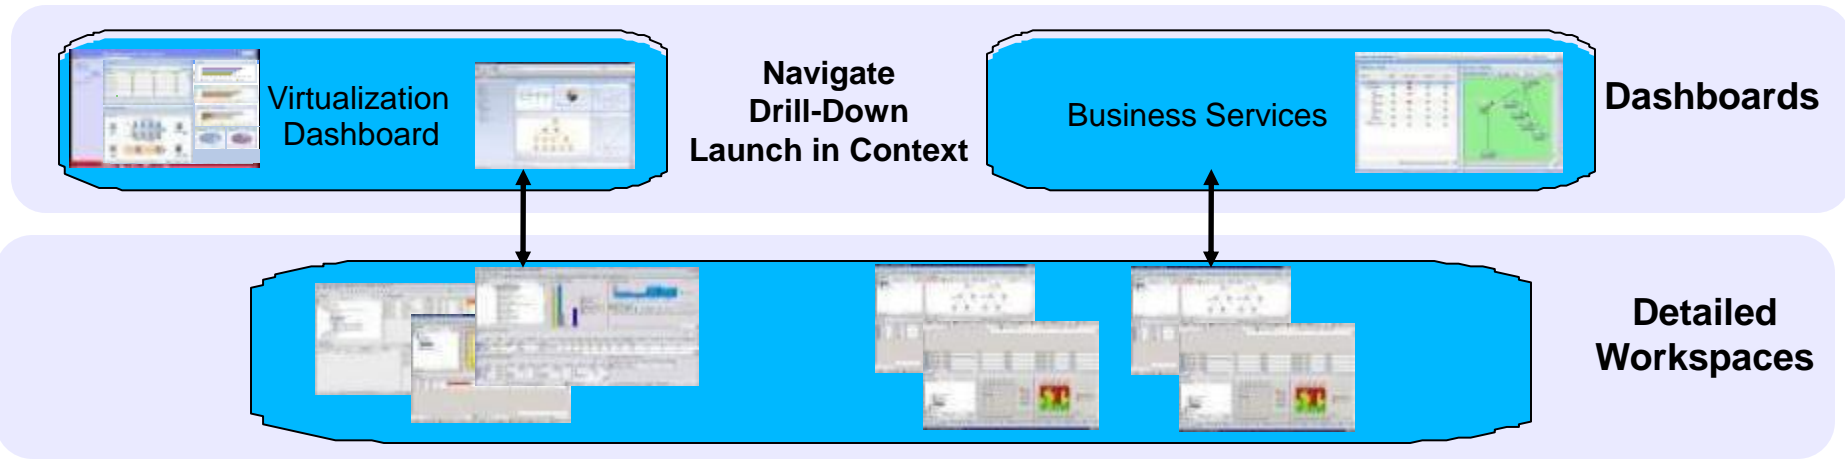 Virtualization
Dashboard
Navigate
Drill-Down
Launch in Context
Business Services
Dashboards
Detailed
Workspaces